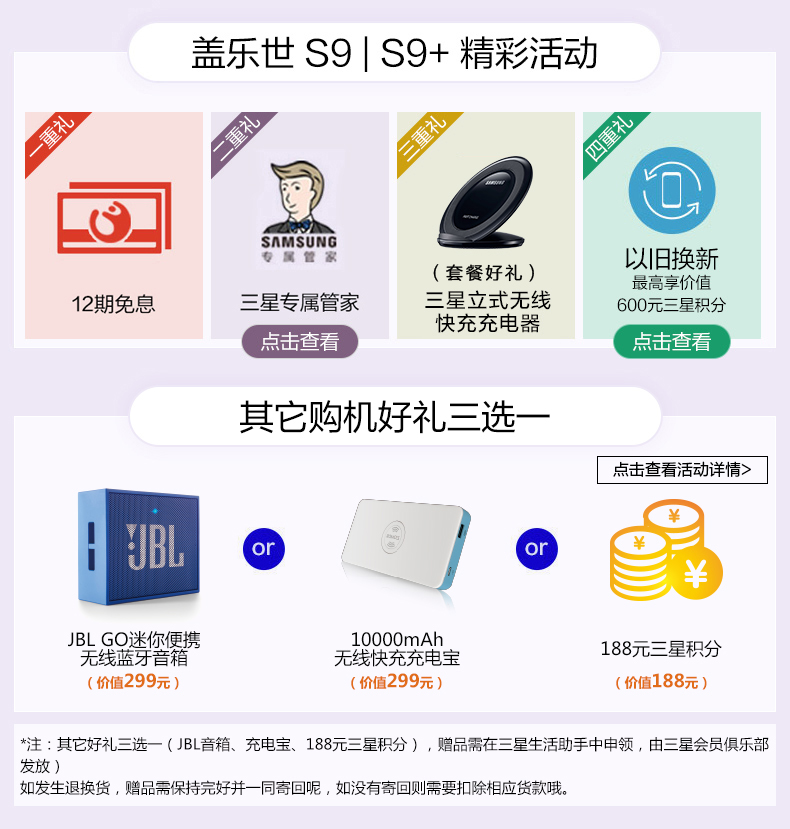 盖乐世 S9 | S9+ 精彩活动
一重礼
二重礼
三重礼
四重礼
12期免息
SAMSUNG
专属管家
三星专属管家
点击查看
SAMSUNG
（套餐好礼）
三星立式无线
快充充电器
以旧换新
最高享价值
600元三星积分
点击查看
其它购机好礼三选一
点击查看活动详情>
JBL
or
or
¥
¥
¥
JBL GO迷你便携
无线蓝牙音箱
（价值299元）
10000mAh
无线快充充电宝
（价值299元）
188元三星积分
（价值188元）
*注：其它好礼三选一（JBL音箱、充电宝、188元三星积分），赠品需在三星生活助手中申领，由三星会员俱乐部
发放）
如发生退换货，赠品需保持完好并一同寄回呢，如没有寄回则需要扣除相应货款哦。